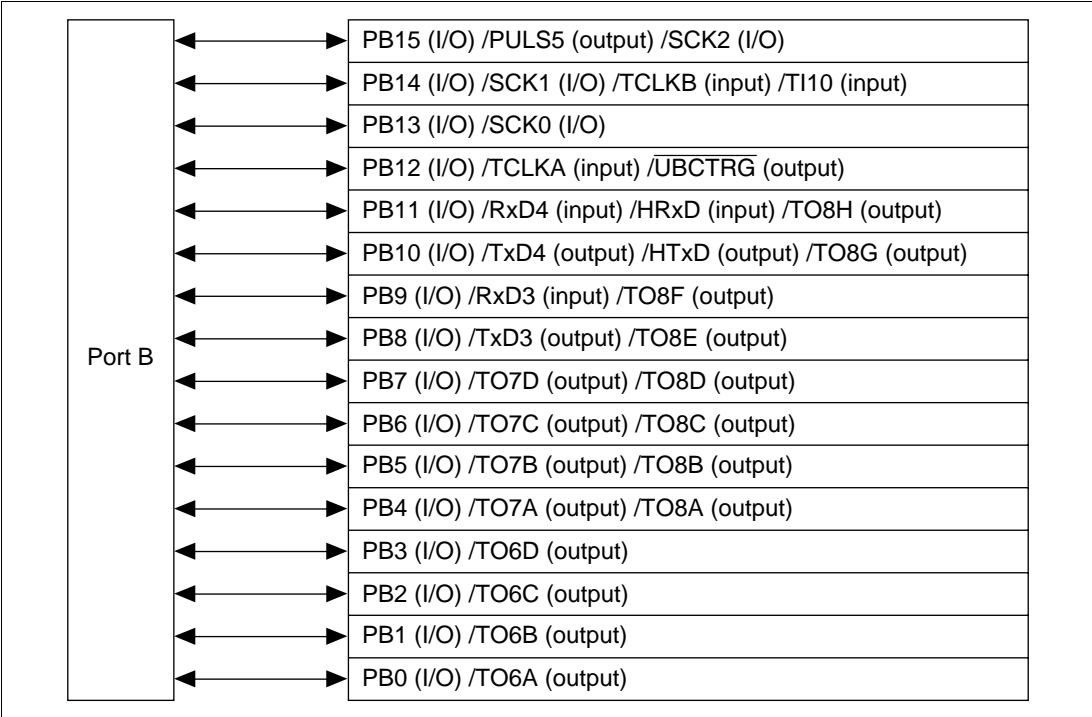 PB15 (I/O) /PULS5 (output) /SCK2 (I/O)
PB14 (I/O) /SCK1 (I/O) /TCLKB (input) /TI10 (input)
PB13 (I/O) /SCK0 (I/O)
PB12 (I/O) /TCLKA (input) /U̅B̅C̅T̅R̅G̅ (output)
PB11 (I/O) /RxD4 (input) /HRxD (input) /TO8H (output)
PB10 (I/O) /TxD4 (output) /HTxD (output) /TO8G (output)
PB9 (I/O) /RxD3 (input) /TO8F (output)
PB8 (I/O) /TxD3 (output) /TO8E (output)
Port B
PB7 (I/O) /TO7D (output) /TO8D (output)
PB6 (I/O) /TO7C (output) /TO8C (output)
PB5 (I/O) /TO7B (output) /TO8B (output)
PB4 (I/O) /TO7A (output) /TO8A (output)
PB3 (I/O) /TO6D (output)
PB2 (I/O) /TO6C (output)
PB1 (I/O) /TO6B (output)
PB0 (I/O) /TO6A (output)